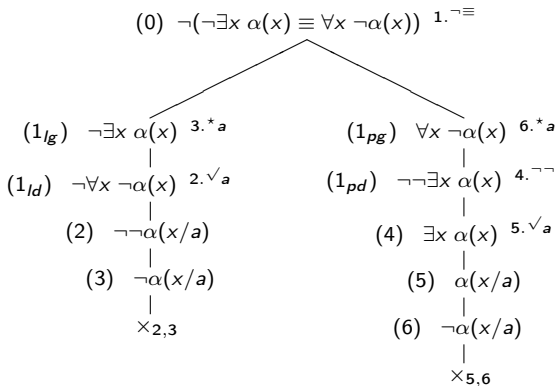 (0) ¬(¬∃x α(x) ≡ ∀x ¬α(x)) 1.¬≡
(1lg) ¬∃x α(x) 3.*a
(1ld) ¬∀x ¬α(x) 2.√a
(2) ¬¬α(x/a)
(3) ¬α(x/a)
×2,3
(1pg) ∀x ¬α(x) 6.*a
(1pd) ¬¬∃x α(x) 4.¬¬
(4) ∃x α(x) 5.√a
(5) α(x/a)
(6) ¬α(x/a)
×5,6